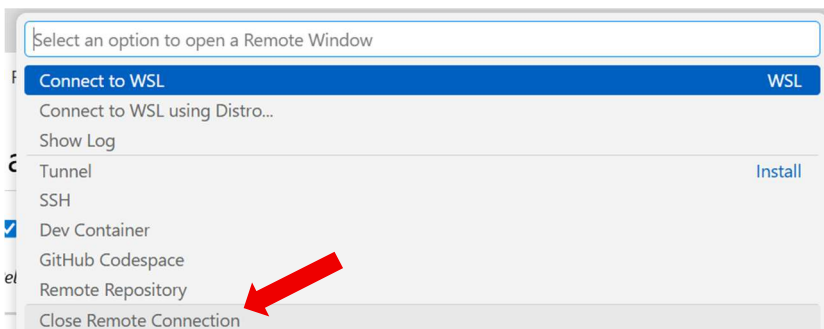 Select an option to open a Remote Window
Connect to WSL WSL
Connect to WSL using Distro...
Show Log
Tunnel Install
SSH
Dev Container
GitHub Codespace
Remote Repository
Close Remote Connection